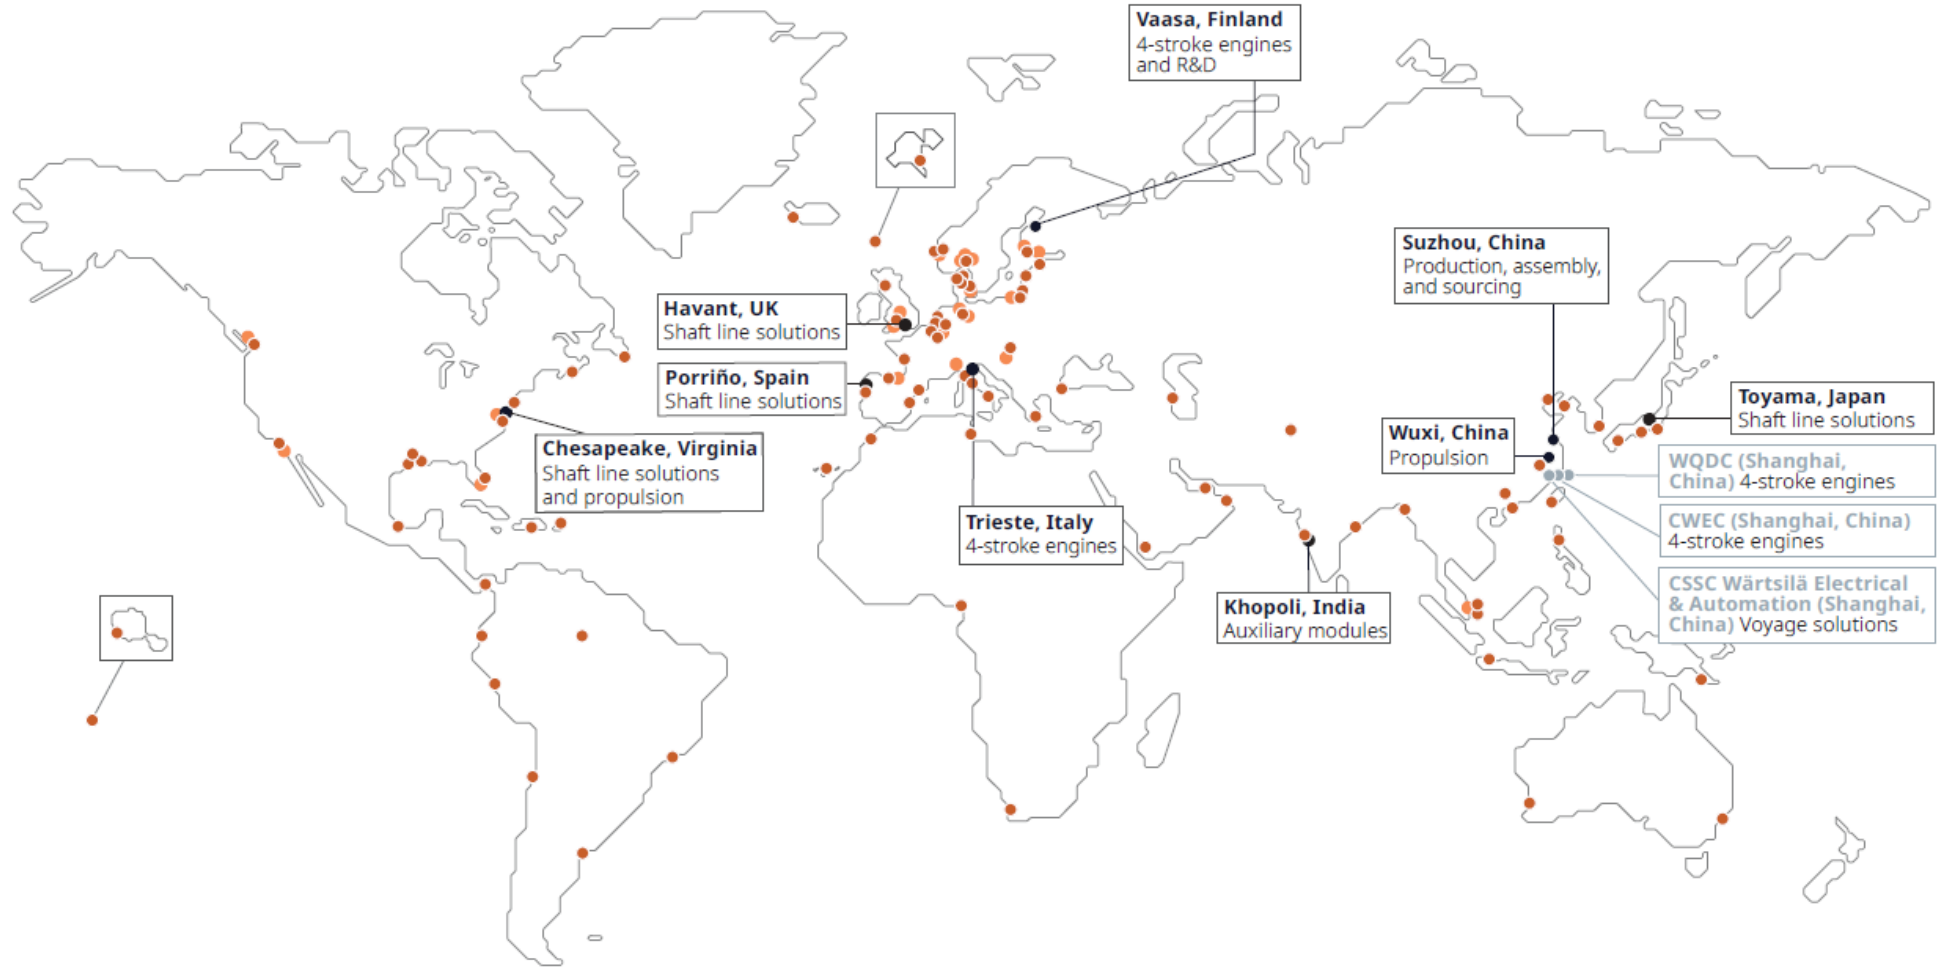 Vaasa, Finland
4-stroke engines
and R&D
Suzhou, China
Production, assembly,
and sourcing
Havant, UK
Shaft line solutions
Porriño, Spain
Shaft line solutions
Toyama, Japan
Shaft line solutions
Wuxi, China
Propulsion
Chesapeake, Virginia
Shaft line solutions
and propulsion
WQDC (Shanghai,
China) 4-stroke engines
Trieste, Italy
4-stroke engines
CWEC (Shanghai, China)
4-stroke engines
CSSC Wärtsilä Electrical
& Automation (Shanghai,
China) Voyage solutions
Khopoli, India
Auxiliary modules